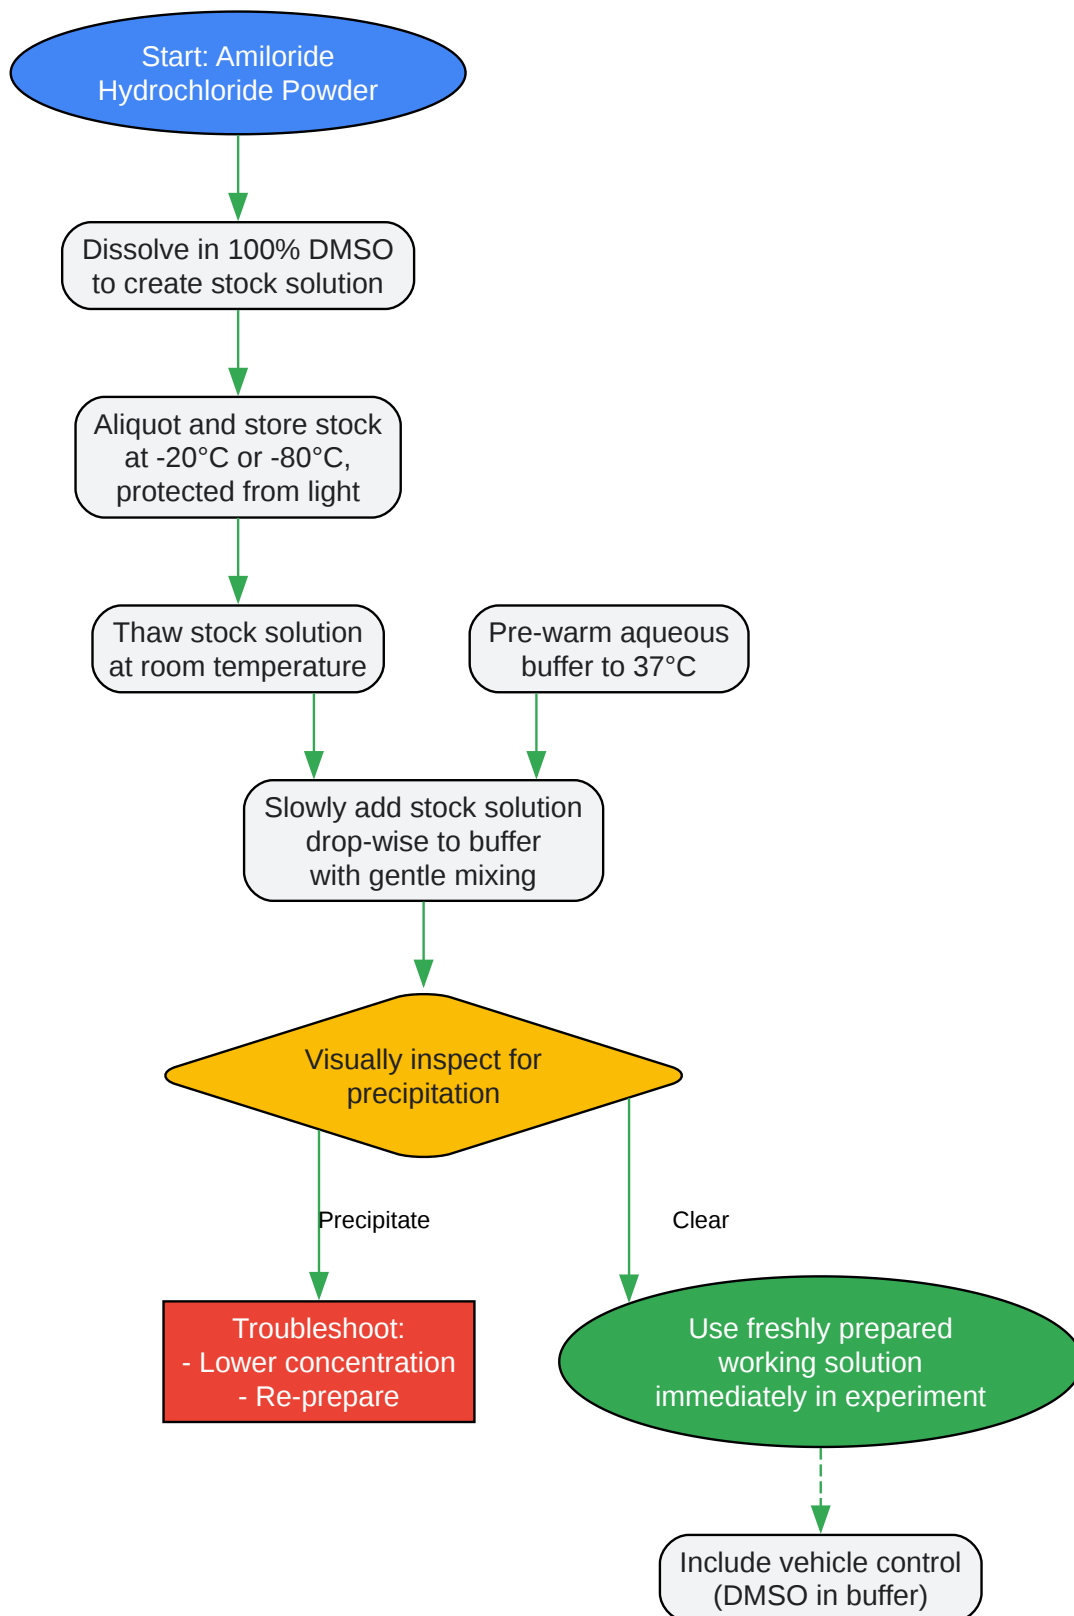 Start: Amiloride
Hydrochloride Powder
Dissolve in 100% DMSO
to create stock solution
Aliquot and store stock
at -20°C or -80°C,
protected from light
Thaw stock solution
at room temperature
Pre-warm aqueous
buffer to 37°C
Slowly add stock solution
drop-wise to buffer
with gentle mixing
Visually inspect for
precipitation
Precipitate
Clear
Troubleshoot:
- Lower concentration
- Re-prepare
Use freshly prepared
working solution
immediately in experiment
Include vehicle control
(DMSO in buffer)